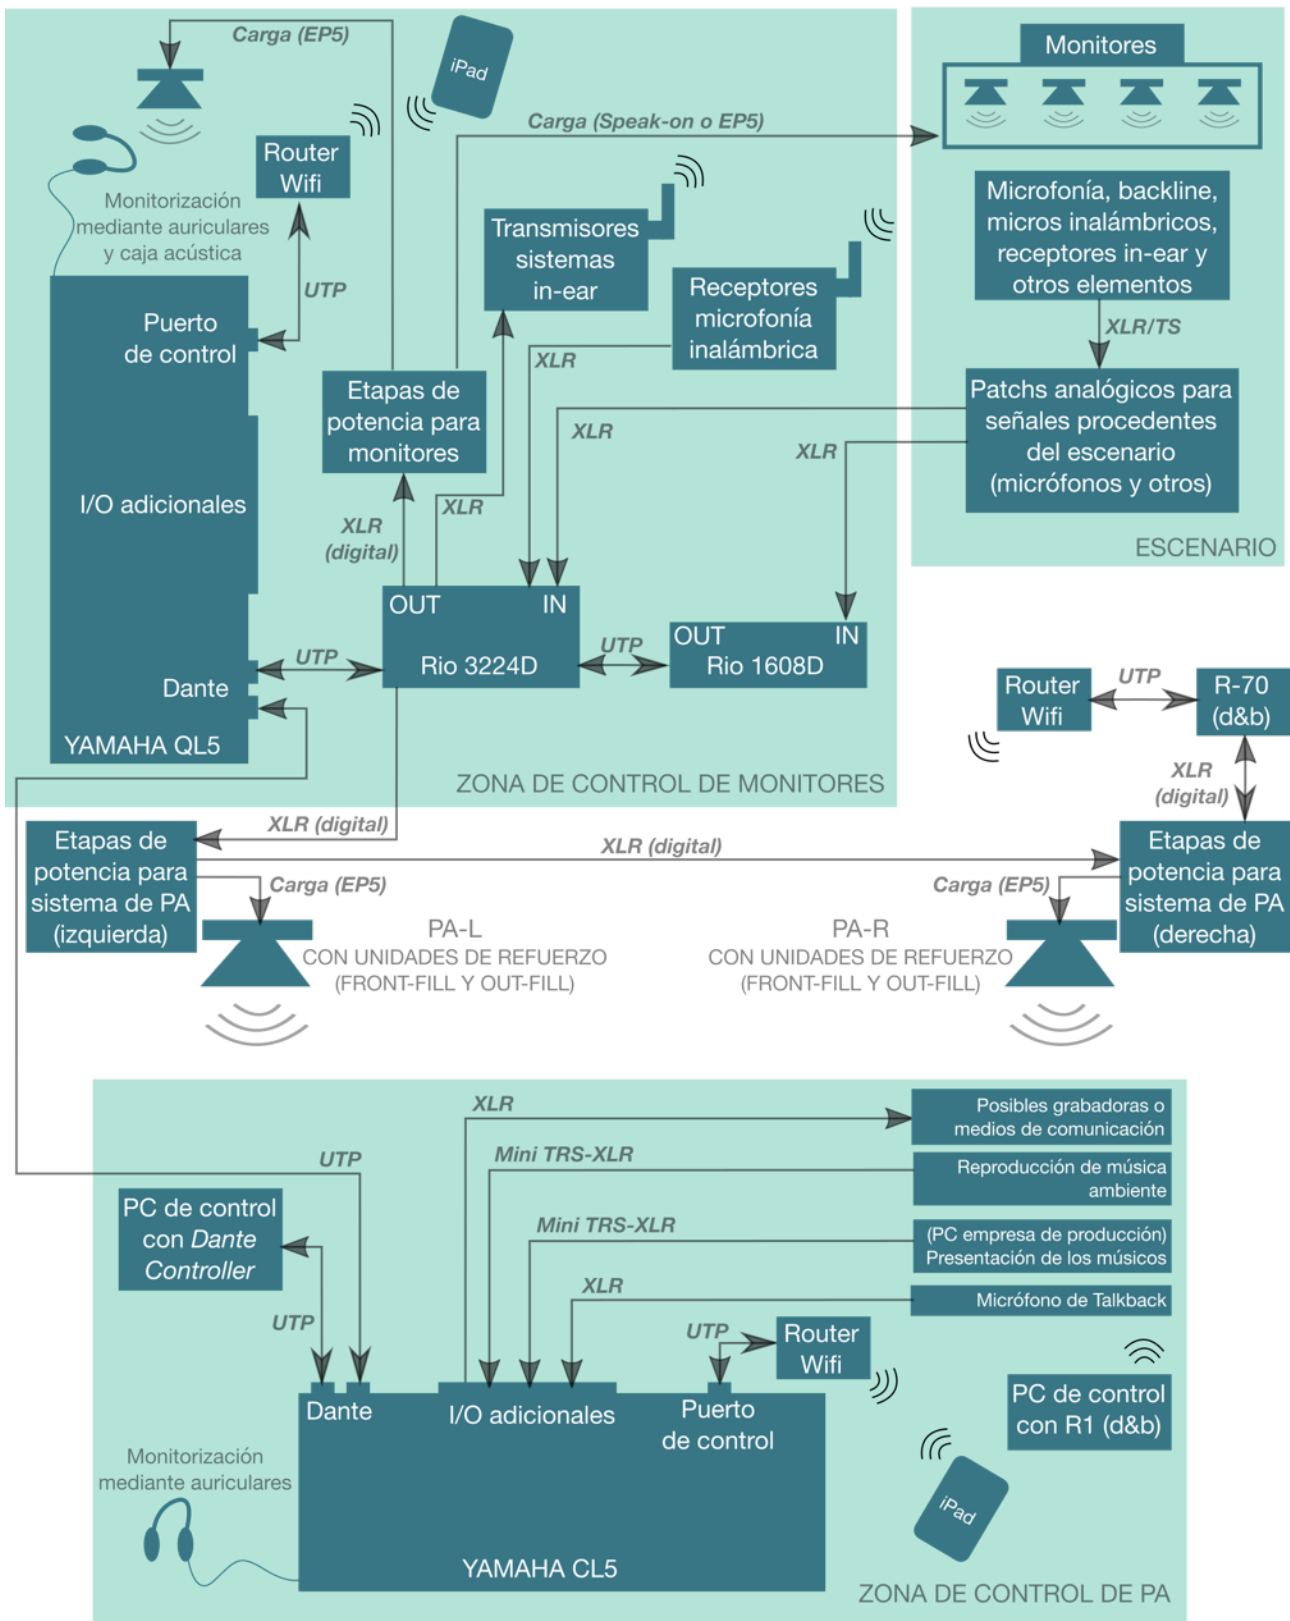 Carga (EP5)
iPad
Router
Wifi
Monitorización
mediante auriculares
y caja acústica
UTP
Puerto
de control
I/O adicionales
Dante
YAMAHA QL5
Carga (Speak-on o EP5)
Transmisores
sistemas
in-ear
Receptores
microfonía
inalámbrica
XLR
Etapas de
potencia para
monitores
XLR
XLR
(digital)
XLR
XLR
OUT
IN
Rio 3224D
UTP
UTP
OUT
IN
Rio 1608D
ZONA DE CONTROL DE MONITORES
Monitores
Microfonía, backline,
micros inalámbricos,
receptores in-ear y
otros elementos
XLR/TS
Patchs analógicos para
señales procedentes
del escenario
(micrófonos y otros)
ESCENARIO
Router
Wifi
UTP
R-70
(d&b)
XLR
(digital)
XLR (digital)
Etapas de
potencia para
sistema de PA
(izquierda)
XLR (digital)
Carga (EP5)
PA-L
CON UNIDADES DE REFUERZO
(FRONT-FILL Y OUT-FILL)
Carga (EP5)
PA-R
CON UNIDADES DE REFUERZO
(FRONT-FILL Y OUT-FILL)
Etapas de
potencia para
sistema de PA
(derecha)
XLR
Posibles grabadoras o
medios de comunicación
Mini TRS-XLR
Reproducción de música
ambiente
UTP
Mini TRS-XLR
(PC empresa de producción)
Presentación de los músicos
PC de control
con Dante
Controller
XLR
Micrófono de Talkback
UTP
UTP
Router
Wifi
Dante
I/O adicionales
Puerto
de control
PC de control
con R1 (d&b)
Monitorización
mediante auriculares
iPad
YAMAHA CL5
ZONA DE CONTROL DE PA